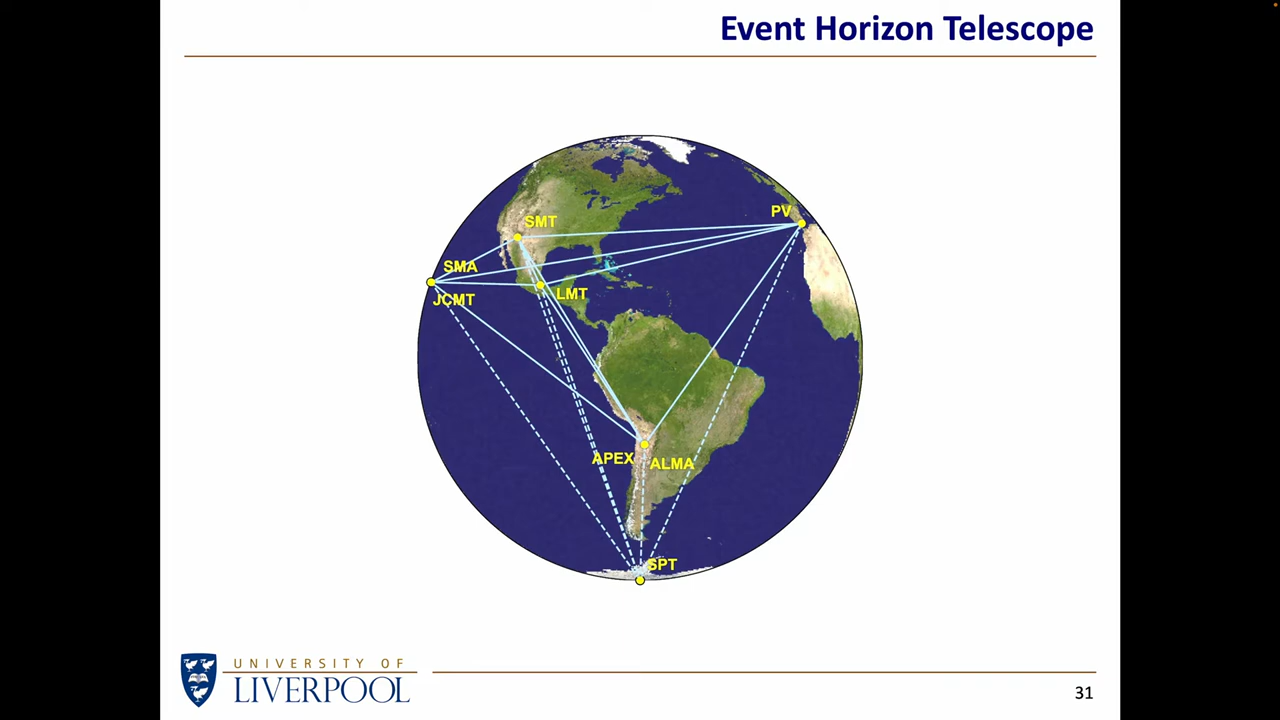 Event Horizon Telescope
SMT
PV
SMA
JCMT
LMT
APEX
ALMA
SPT
UNIVERSITY OF
LIVERPOOL
31